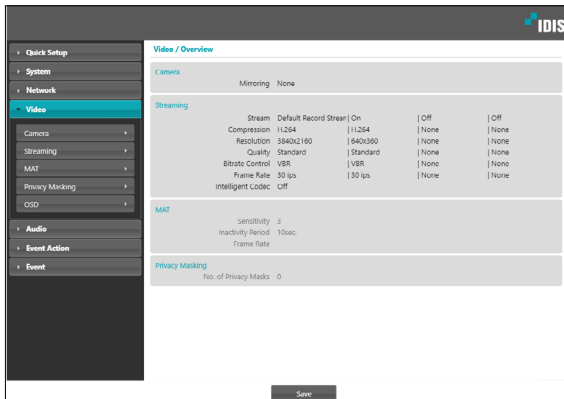 IDIS
Quick Setup
System
Network
Video
Camera
Streaming
MAT
Privacy Masking
OSD
Audio
Event Action
Event
Video / Overview
Camera
Mirroring None
Streaming
Stream Default Record Strean | On | Off | Off
Compression H.264 | H.264 | None | None
Resolution 3840x2160 | 640x360 | None | None
Quality Standard | Standard | None | None
Bitrate Control VBR | VBR | None | None
Frame Rate 30 ips | 30 ips | None | None
Intelligent Codec Off
MAT
Sensitivity 3
Inactivity Period 10sec.
Frame Rate
Privacy Masking
No. of Privacy Masks 0
Save